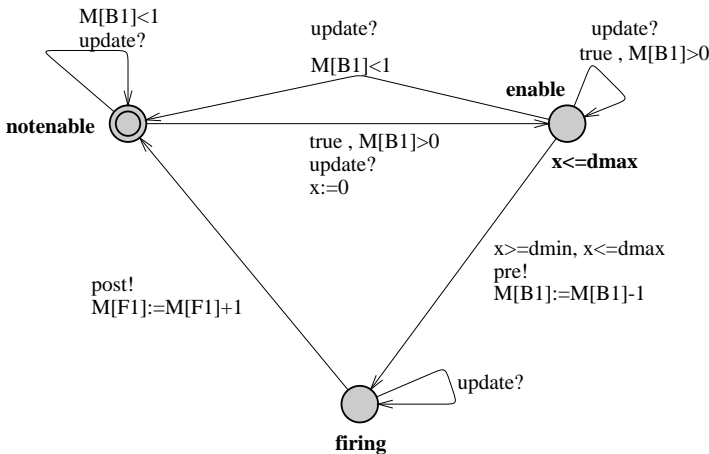 M[B1]<1
update?
update?
M[B1]<1
update?
true , M[B1]>0
enable
notenable
true , M[B1]>0
update?
x:=0
x<=dmax
x>=dmin, x<=dmax
pre!
M[B1]:=M[B1]-1
post!
M[F1]:=M[F1]+1
update?
firing